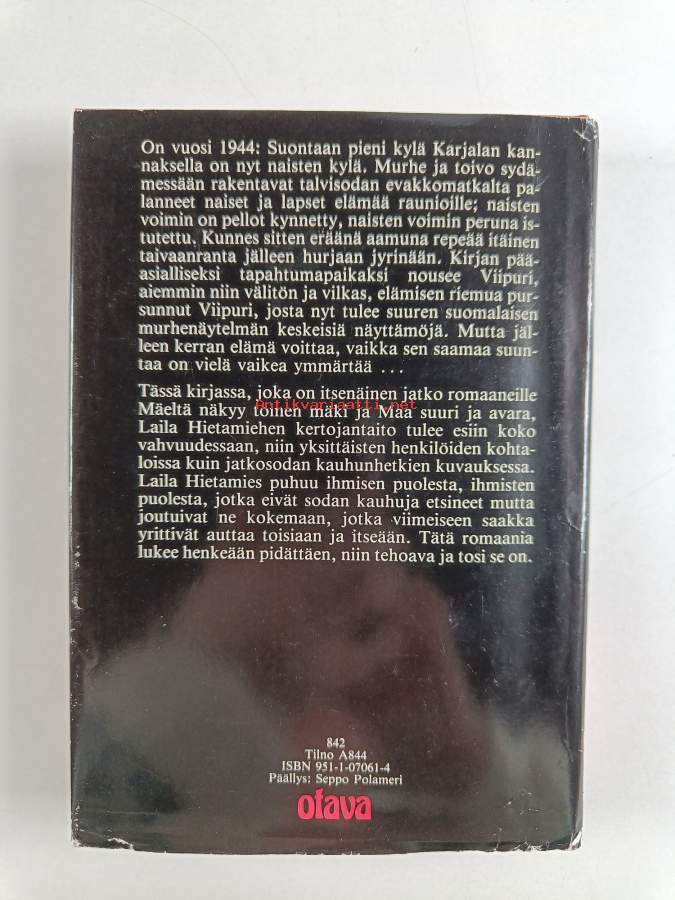 On vuosi 1944: Suontaan pieni kylä Karjalan kan-
naksella on nyt naisten kylä. Murhe ja toivo sydä-
messään rakentavat talvisodan evakkomatkalta pa-
lanneet naiset ja lapset elämää raunioille; naisten
voimin on pellot kynnetty, naisten voimin peruna is-
tutettu. Kunnes sitten eräänä aamuna repeää itäinen
taivaanranta jälleen hurjaan jyrinään. Kirjan pää-
asialliseksi tapahtumapaikaksi nousee Viipuri,
aiemmin niin välitön ja vilkas, elämisen riemua pur-
sunnut Viipuri, josta nyt tulee suuren suomalaisen
murhenäytelmän keskeisiä näyttämöjä. Mutta jäl-
leen kerran elämä voittaa, vaikka sen saamaa suun-
taa on vielä vaikea ymmärtää ...
Tässä kirjassa, joka on itsenäinen jatko romaaneille
Mäeltä näkyy toinen mäki ja Maa suuri ja avara,
antikvariaatti.net
Laila Hietamiehen kertojantaito tulee esiin koko
vahvuudessaan, niin yksittäisten henkilöiden kohta-
loissa kuin jatkosodan kauhunhetkien kuvauksessa.
Laila Hietamies puhuu ihmisen puolesta, ihmisten
puolesta, jotka eivät sodan kauhuja etsineet mutta
joutuivat ne kokemaan, jotka viimeiseen saakka
yrittivät auttaa toisiaan ja itseään. Tätä romaania
lukee henkeään pidättäen, niin tehoava ja tosi se on.
842
Tilno A844
ISBN 951-1-07061-4
Päällys: Seppo Polameri
otava